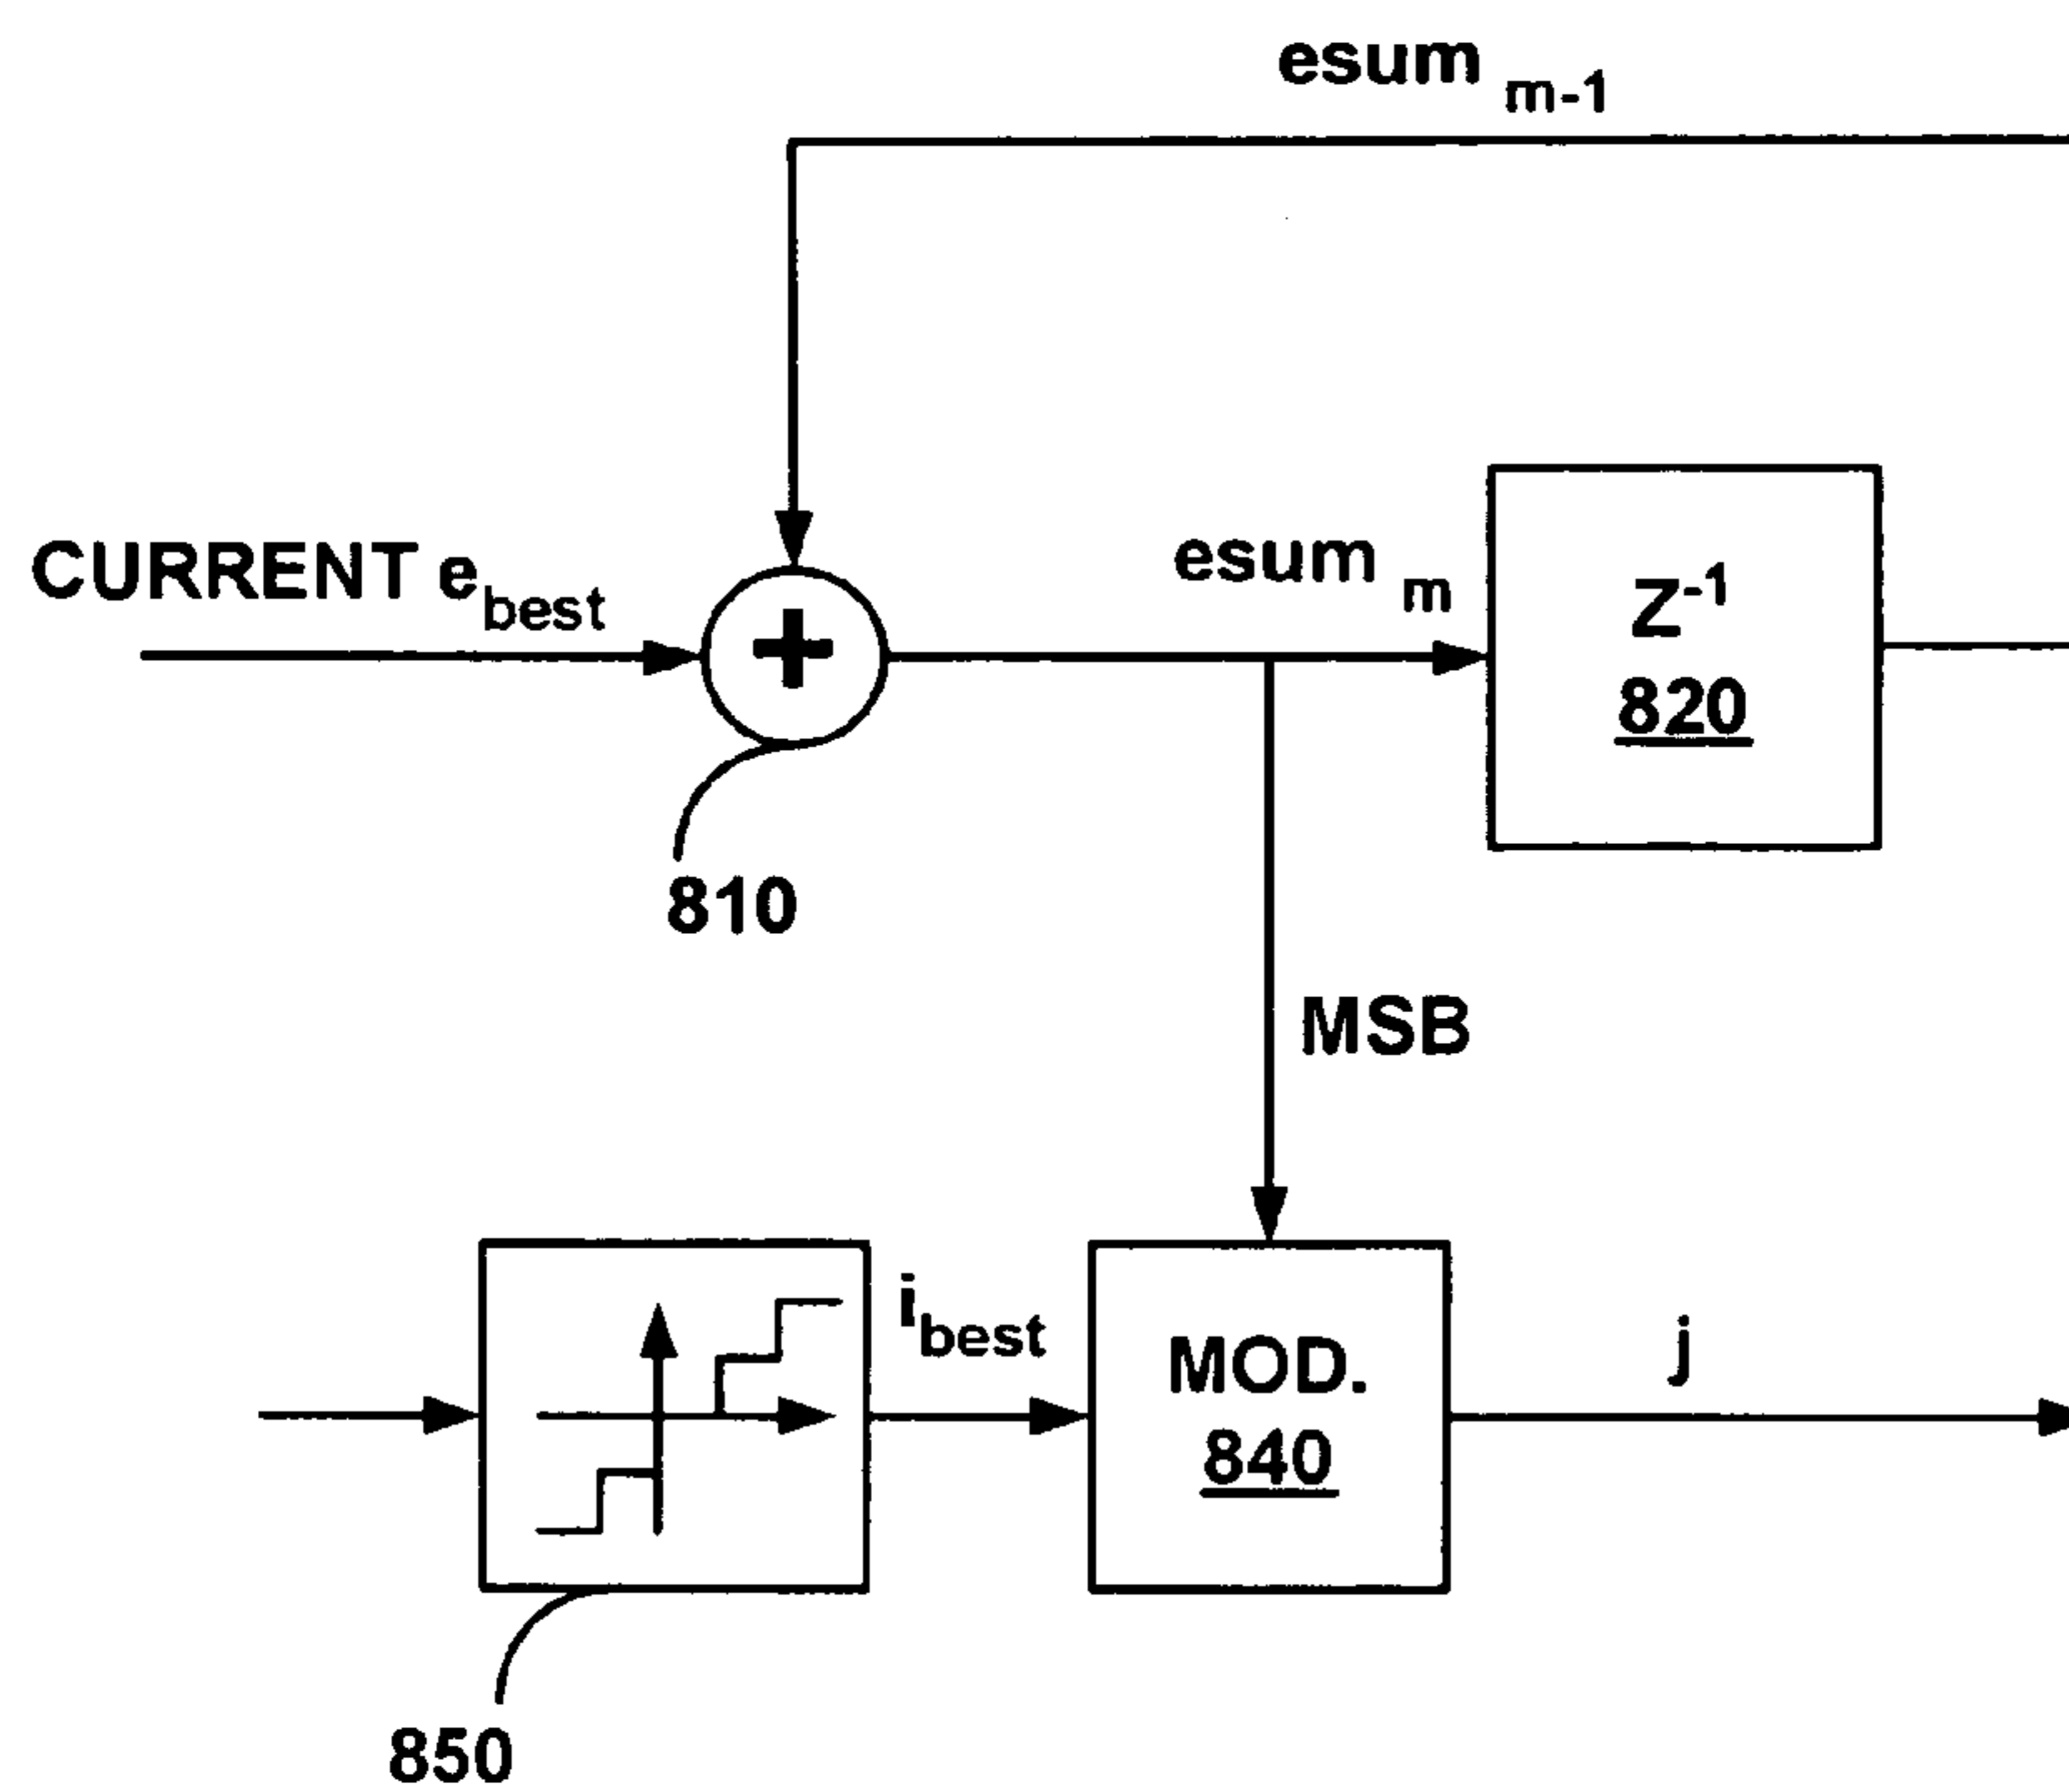 esum m-1
CURRENT e best
+
esum m
Z-1
820
810
MSB
i best
MOD.
840
j
850